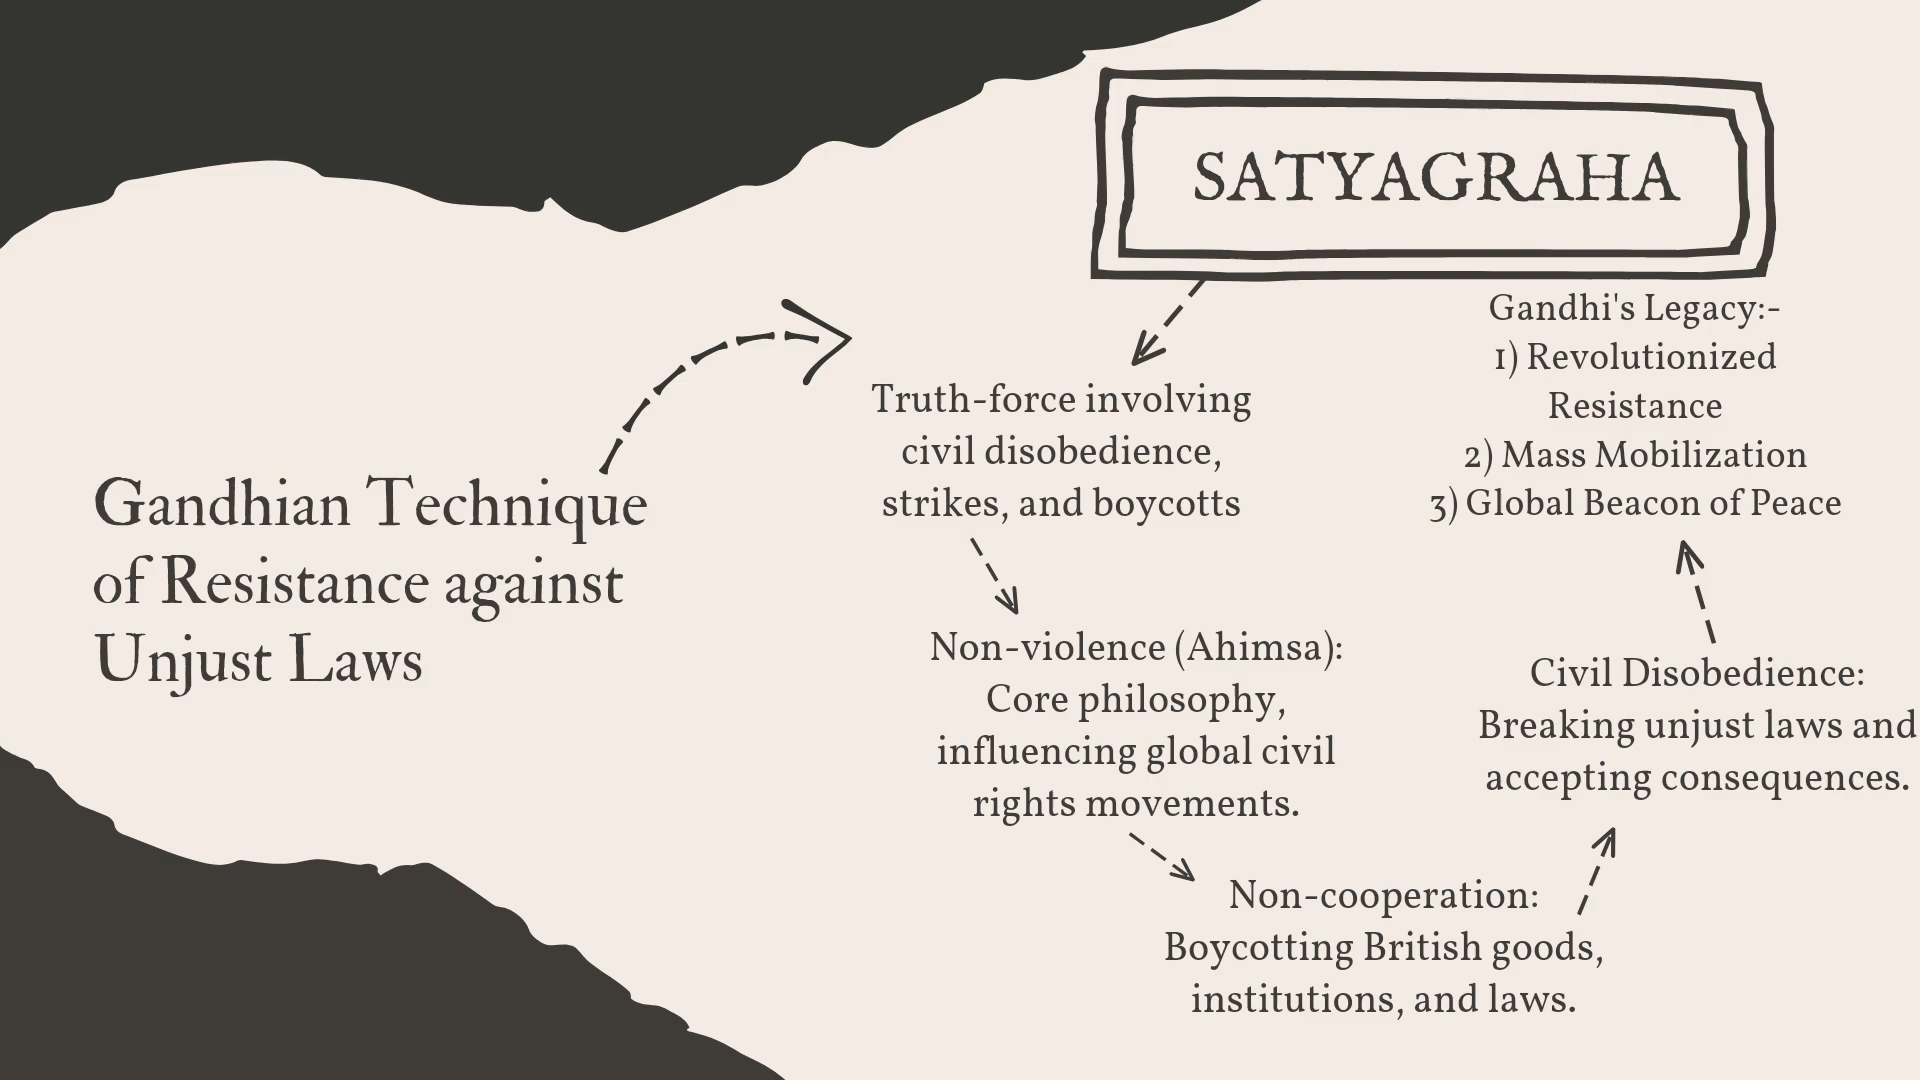 SATYAGRAHA
Gandhian Technique
of Resistance against
Unjust Laws
Truth-force involving
civil disobedience,
strikes, and boycotts
Non-violence (Ahimsa):
Core philosophy,
influencing global civil
rights movements.
Non-cooperation:
Boycotting British goods,
institutions, and laws.
Civil Disobedience:
Breaking unjust laws and
accepting consequences.
Gandhi's Legacy:-
1) Revolutionized
Resistance
2) Mass Mobilization
3) Global Beacon of Peace